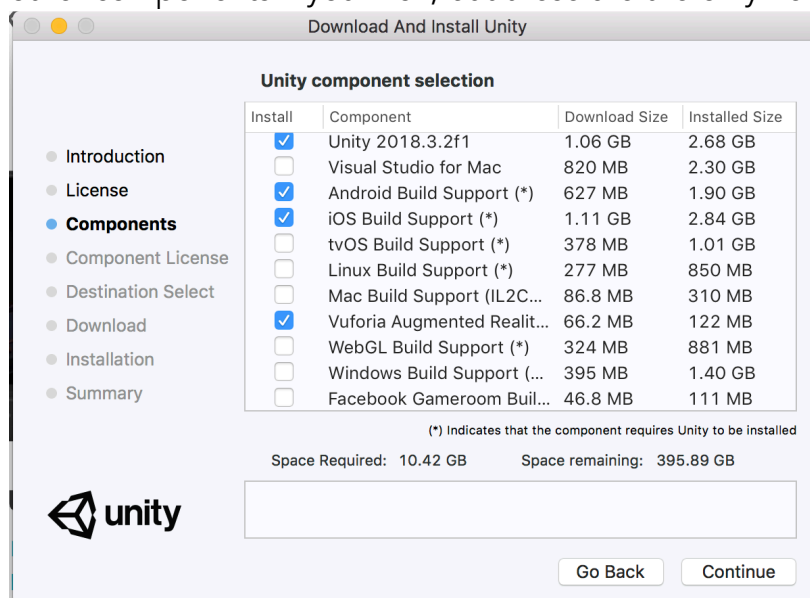 Download And Install Unity
Unity component selection
Install Component Download Size Installed Size
Unity 2018.3.2f1 1.06 GB 2.68 GB
Visual Studio for Mac 820 MB 2.30 GB
Android Build Support (*) 627 MB 1.90 GB
iOS Build Support (*) 1.11 GB 2.84 GB
tvOS Build Support (*) 378 MB 1.01 GB
Linux Build Support (*) 277 MB 850 MB
Mac Build Support (IL2C... 86.8 MB 310 MB
Vuforia Augmented Realit... 66.2 MB 122 MB
WebGL Build Support (*) 324 MB 881 MB
Windows Build Support (... 395 MB 1.40 GB
Facebook Gameroom Buil... 46.8 MB 111 MB
Introduction
License
Components
Component License
Destination Select
Download
Installation
Summary
(*) Indicates that the component requires Unity to be installed
Space Required: 10.42 GB Space remaining: 395.89 GB
unity
Go Back Continue